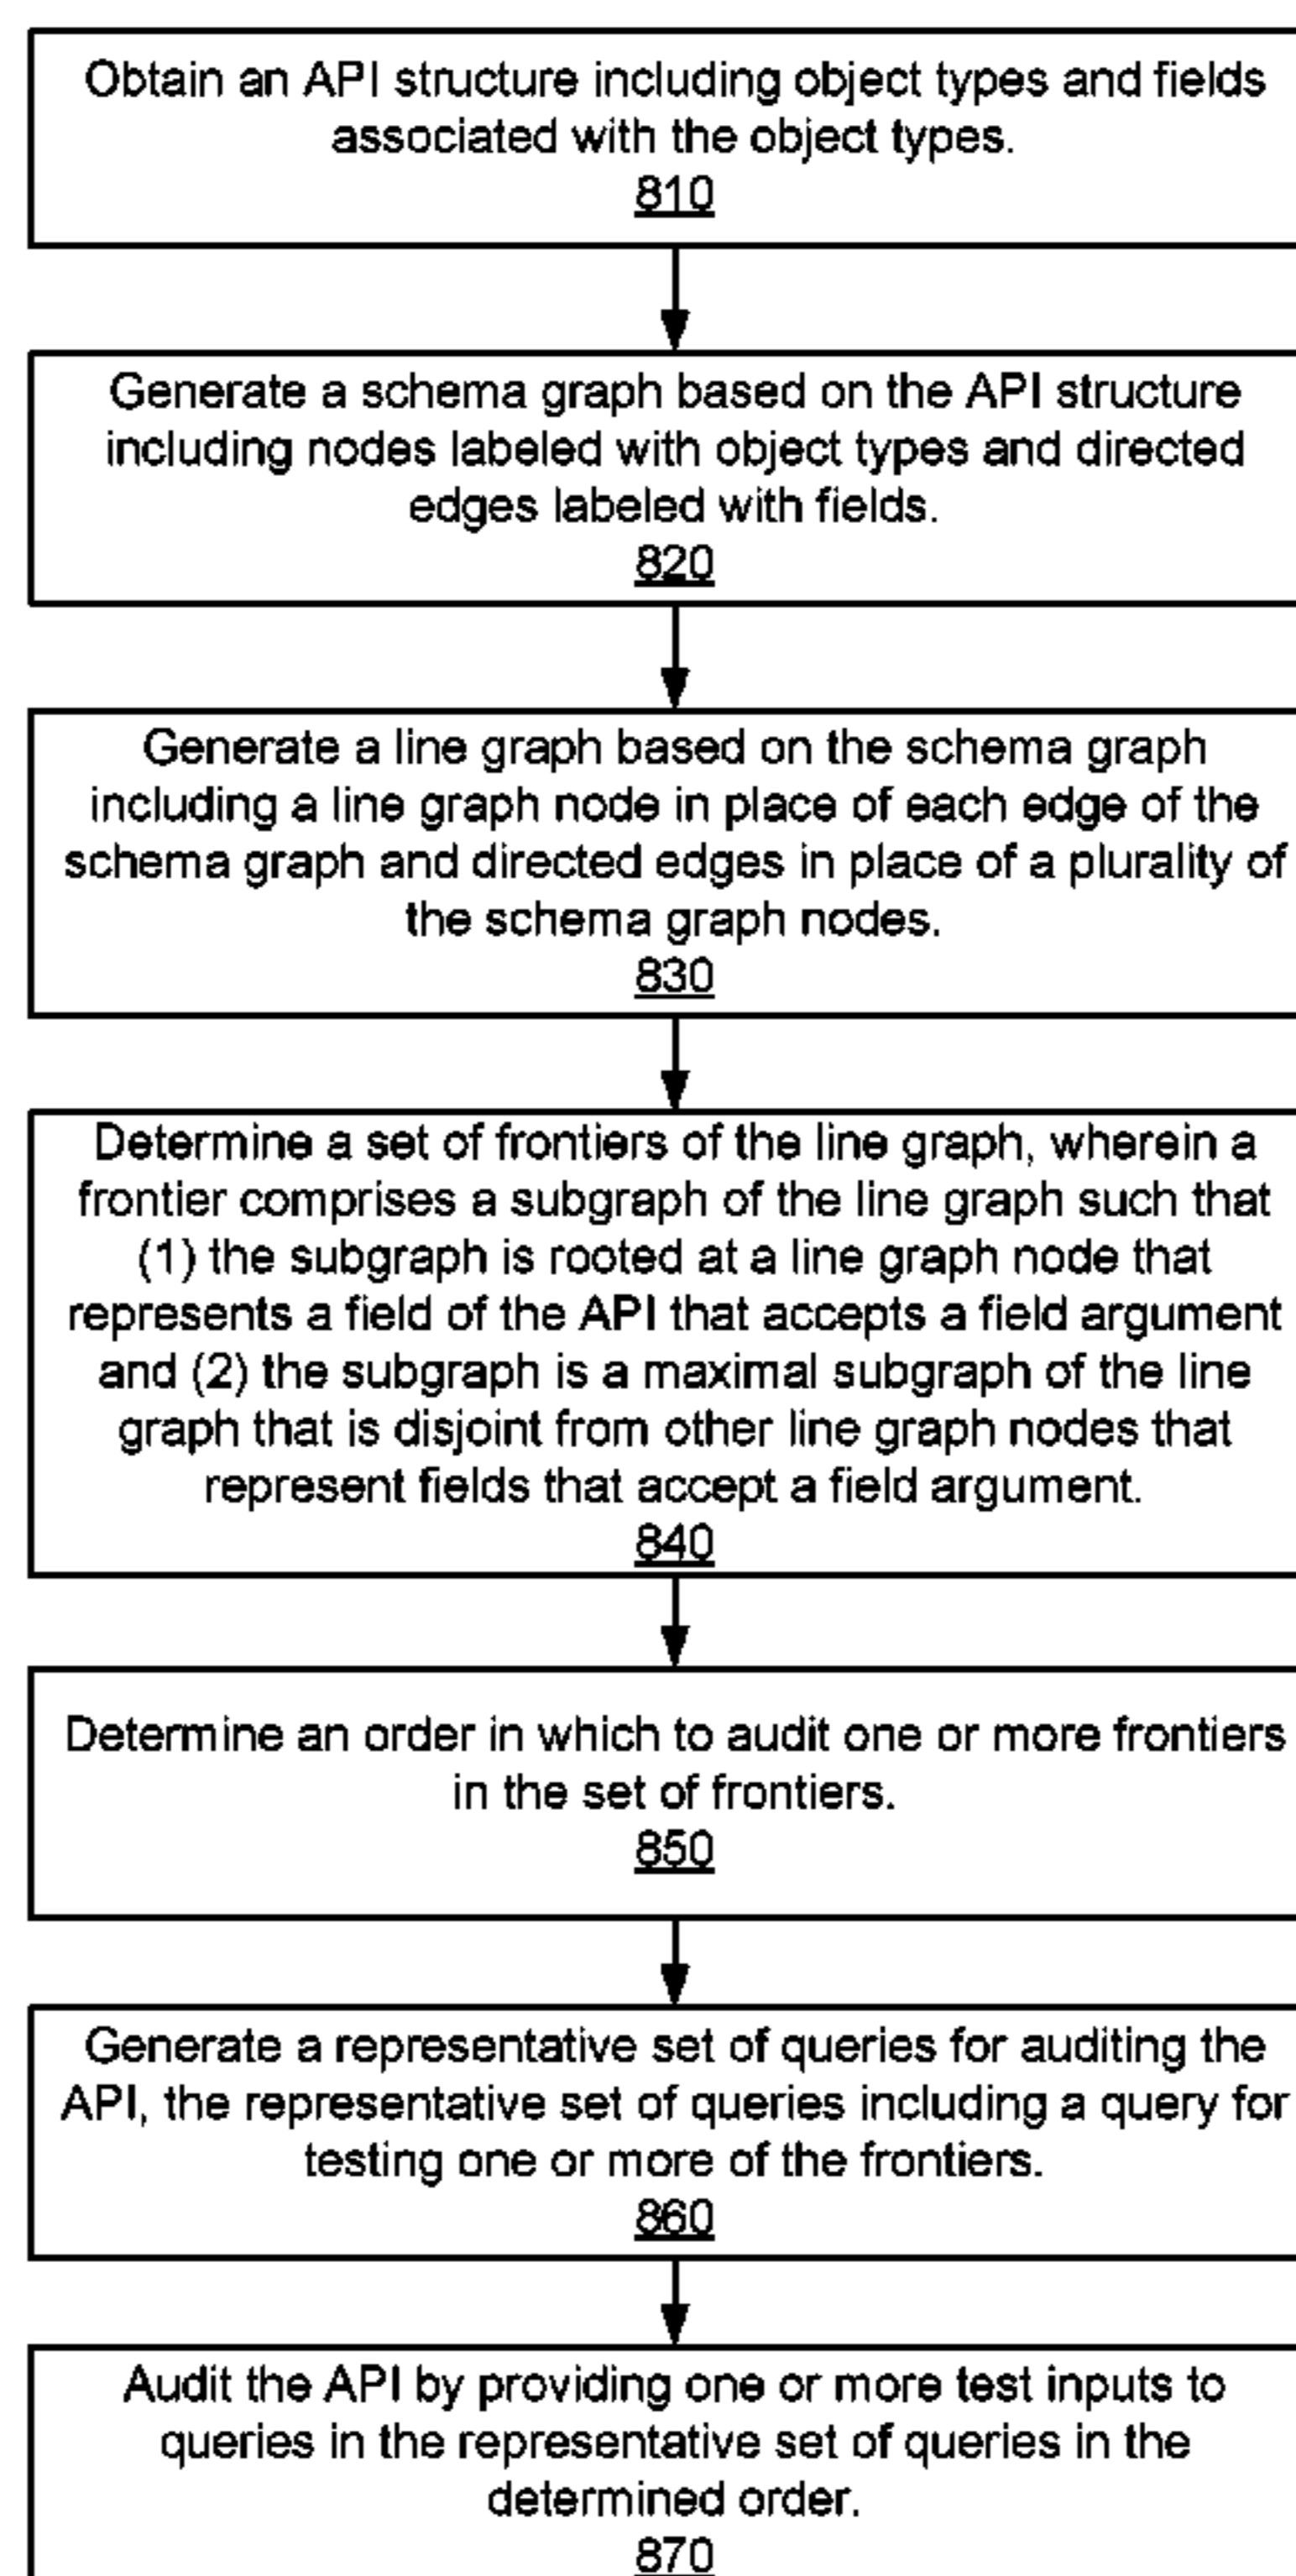 Obtain an API structure including object types and fields
associated with the object types.
810
Generate a schema graph based on the API structure
including nodes labeled with object types and directed
edges labeled with fields.
820
Generate a line graph based on the schema graph
including a line graph node in place of each edge of the
schema graph and directed edges in place of a plurality of
the schema graph nodes.
830
Determine a set of frontiers of the line graph, wherein a
frontier comprises a subgraph of the line graph such that
(1) the subgraph is rooted at a line graph node that
represents a field of the API that accepts a field argument
and (2) the subgraph is a maximal subgraph of the line
graph that is disjoint from other line graph nodes that
represent fields that accept a field argument.
840
Determine an order in which to audit one or more frontiers
in the set of frontiers.
850
Generate a representative set of queries for auditing the
API, the representative set of queries including a query for
testing one or more of the frontiers.
860
Audit the API by providing one or more test inputs to
queries in the representative set of queries in the
determined order.
870